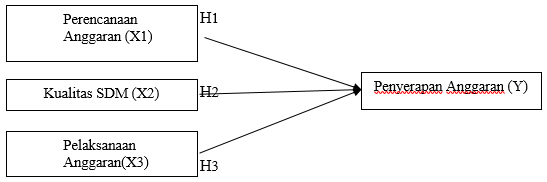 Perencanaan
Anggaran (X1)
H1
Kualitas SDM (X2)
H2
Penyerapan Anggaran (Y)
Pelaksanaan
Anggaran(X3)
H3